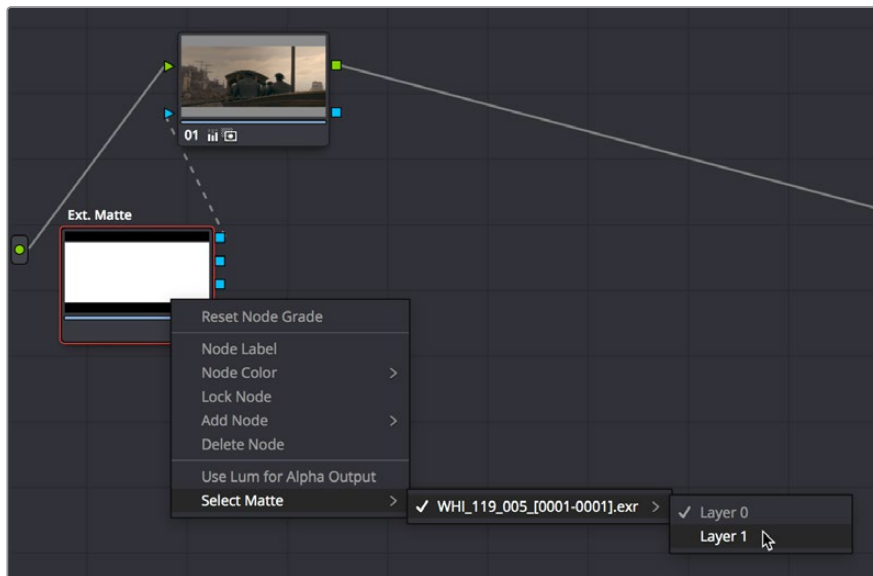 01
Ext. Matte
Reset Node Grade
Node Label
Node Color
Lock Node
Add Node
Delete Node
Use Lum for Alpha Output
Select Matte
WHI_119_005_[0001-0001].exr
Layer 0
Layer 1